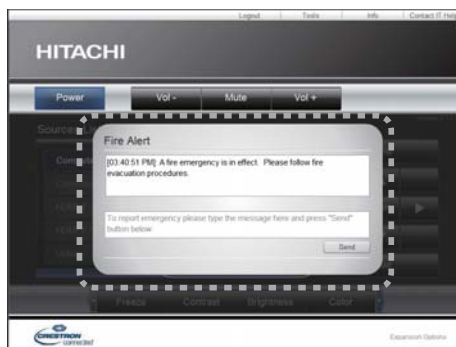 Logout Tools Info Contact IT Help
HITACHI
Power Vol - Mute Vol +
Sources List
Fire Alert
[03:40:51 PM]: A fire emergency is in effect. Please follow fire
evacuation procedures.
To report emergency please type the message here and press "Send"
button below
Send
Freeze Contrast Brightness Color
CRESTRON
connected
Expansion Options